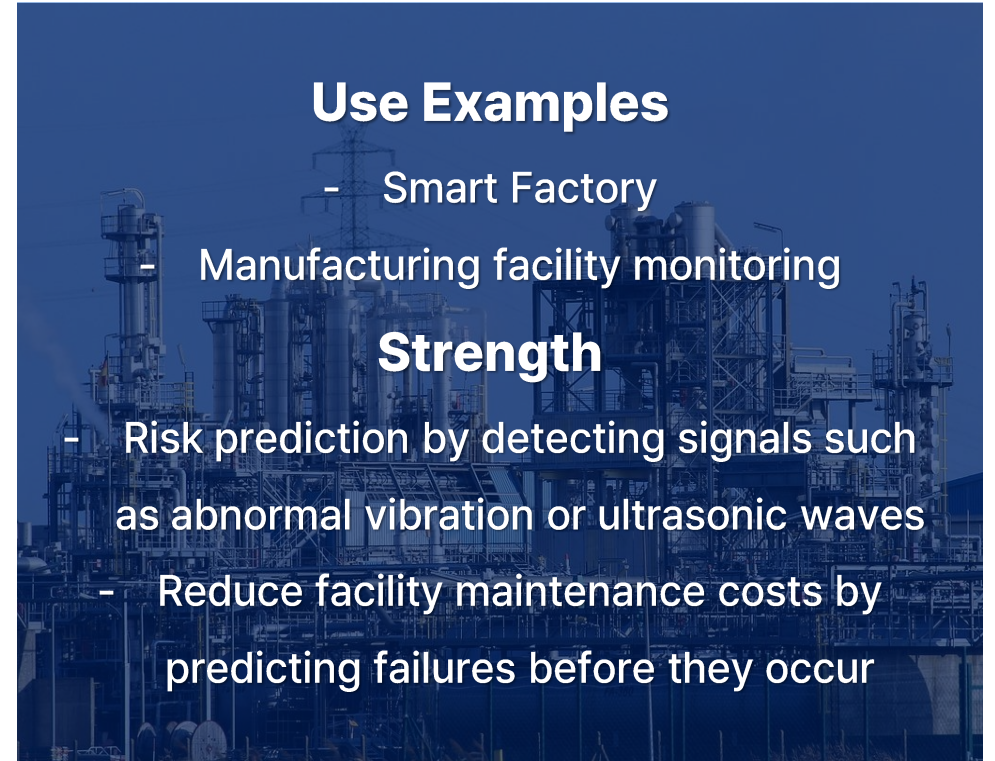 Use Examples
- Smart Factory
- Manufacturing facility monitoring
Strength
- Risk prediction by detecting signals such
as abnormal vibration or ultrasonic waves
- Reduce facility maintenance costs by
predicting failures before they occur